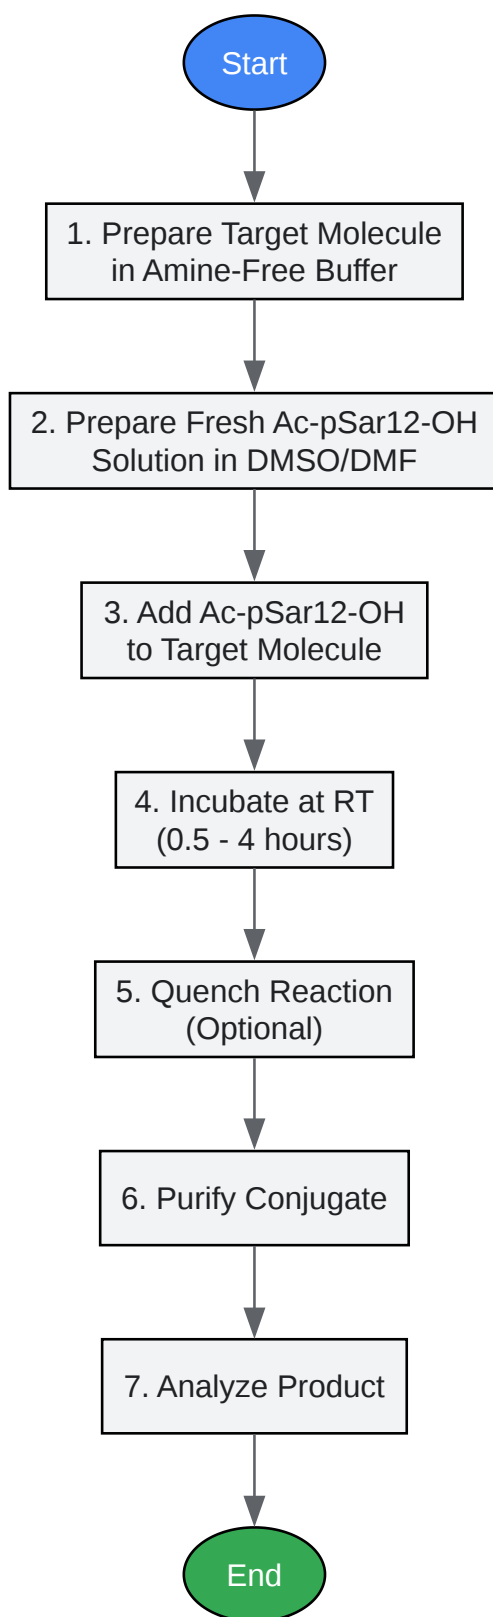 Start
1. Prepare Target Molecule
in Amine-Free Buffer
2. Prepare Fresh Ac-pSar12-OH
Solution in DMSO/DMF
3. Add Ac-pSar12-OH
to Target Molecule
4. Incubate at RT
(0.5 - 4 hours)
5. Quench Reaction
(Optional)
6. Purify Conjugate
7. Analyze Product
End